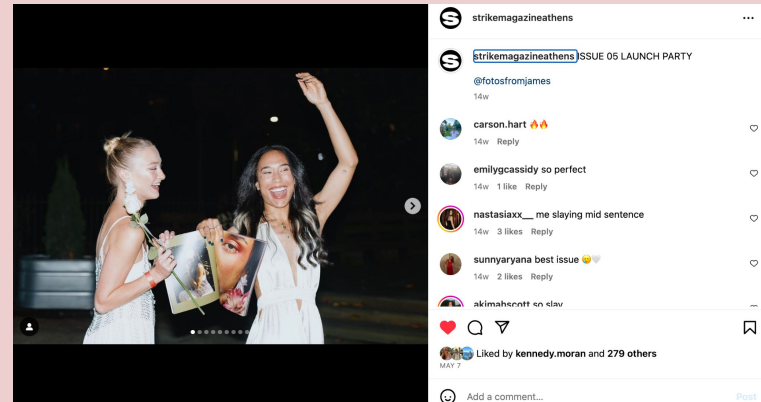 strikemagazineathens
strikemagazineathens ISSUE 05 LAUNCH PARTY
@fotosfromjames
14w
carson.hart 🔥🔥
14w Reply
emilygcassidy so perfect
14w 1 like Reply
nastasiaxx__ me slaying mid sentence
14w 3 likes Reply
sunnyaryana best issue 🥲🤍
14w 2 likes Reply
akimahscott so slay
Liked by kennedy.moran and 279 others
MAY 7
Add a comment...
Post